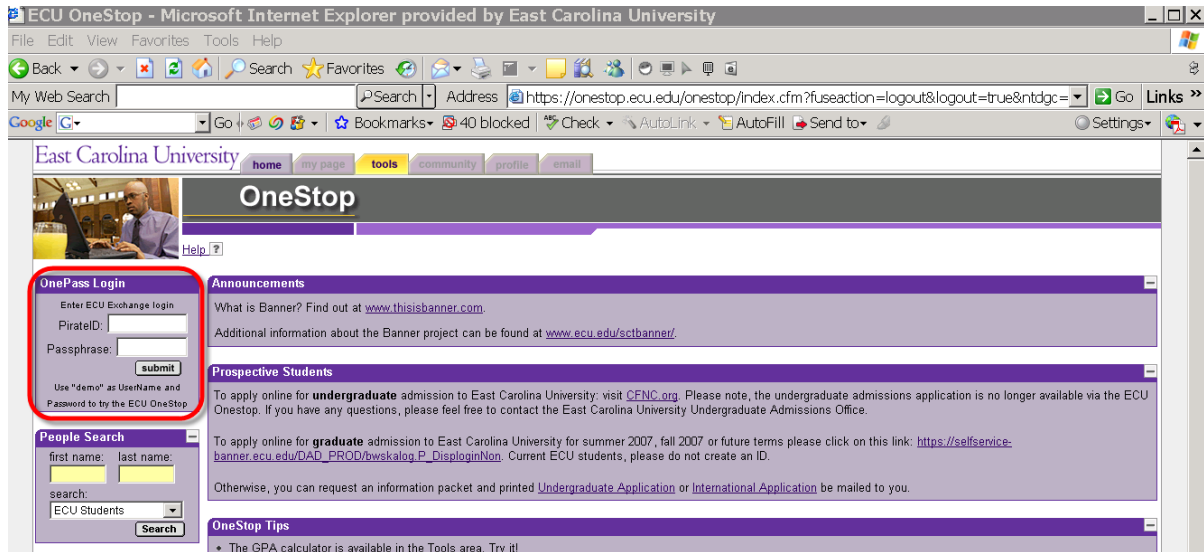 ECU OneStop - Microsoft Internet Explorer provided by East Carolina University
File Edit View Favorites Tools Help
Back Search Favorites
My Web Search Search Address https://onestop.ecu.edu/onestop/index.cfm?fuseaction=logout&logout=true&ntdgc= Go Links »
Google G Go Bookmarks 40 blocked Check AutoLink AutoFill Send to Settings
East Carolina University home my page tools community profile email
OneStop
Help ?
OnePass Login
Enter ECU Exchange login
PirateID:
Passphrase:
submit
Use "demo" as UserName and
Password to try the ECU OneStop
People Search
first name: last name:
search:
ECU Students
Search
Announcements
What is Banner? Find out at www.thisisbanner.com.
Additional information about the Banner project can be found at www.ecu.edu/sctbanner/.
Prospective Students
To apply online for undergraduate admission to East Carolina University: visit CFNC.org. Please note, the undergraduate admissions application is no longer available via the ECU
Onestop. If you have any questions, please feel free to contact the East Carolina University Undergraduate Admissions Office.
To apply online for graduate admission to East Carolina University for summer 2007, fall 2007 or future terms please click on this link: https://selfservice-
banner.ecu.edu/DAD_PROD/bwskalog.P_DisploginNon. Current ECU students, please do not create an ID.
Otherwise, you can request an information packet and printed Undergraduate Application or International Application be mailed to you.
OneStop Tips
• The GPA calculator is available in the Tools area. Try it!